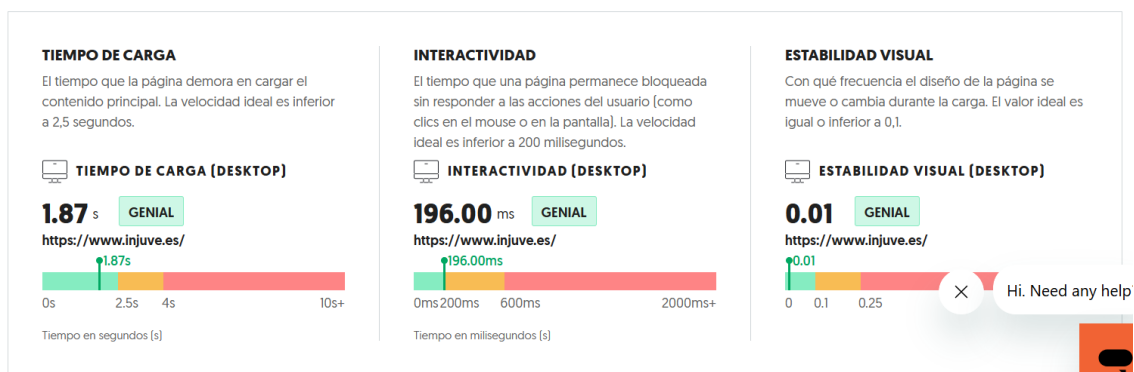 TIEMPO DE CARGA
El tiempo que la página demora en cargar el
contenido principal. La velocidad ideal es inferior
a 2,5 segundos.
TIEMPO DE CARGA (DESKTOP)
1.87 s GENIAL
https://www.injuve.es/
1.87s
0s 2.5s 4s 10s+
Tiempo en segundos (s)
INTERACTIVIDAD
El tiempo que una página permanece bloqueada
sin responder a las acciones del usuario (como
clics en el mouse o en la pantalla). La velocidad
ideal es inferior a 200 milisegundos.
INTERACTIVIDAD (DESKTOP)
196.00 ms GENIAL
https://www.injuve.es/
196.00ms
0ms 200ms 600ms 2000ms+
Tiempo en milisegundos (s)
ESTABILIDAD VISUAL
Con qué frecuencia el diseño de la página se
mueve o cambia durante la carga. El valor ideal es
igual o inferior a 0,1.
ESTABILIDAD VISUAL (DESKTOP)
0.01 GENIAL
https://www.injuve.es/
0.01
0 0.1 0.25
Hi. Need any help?